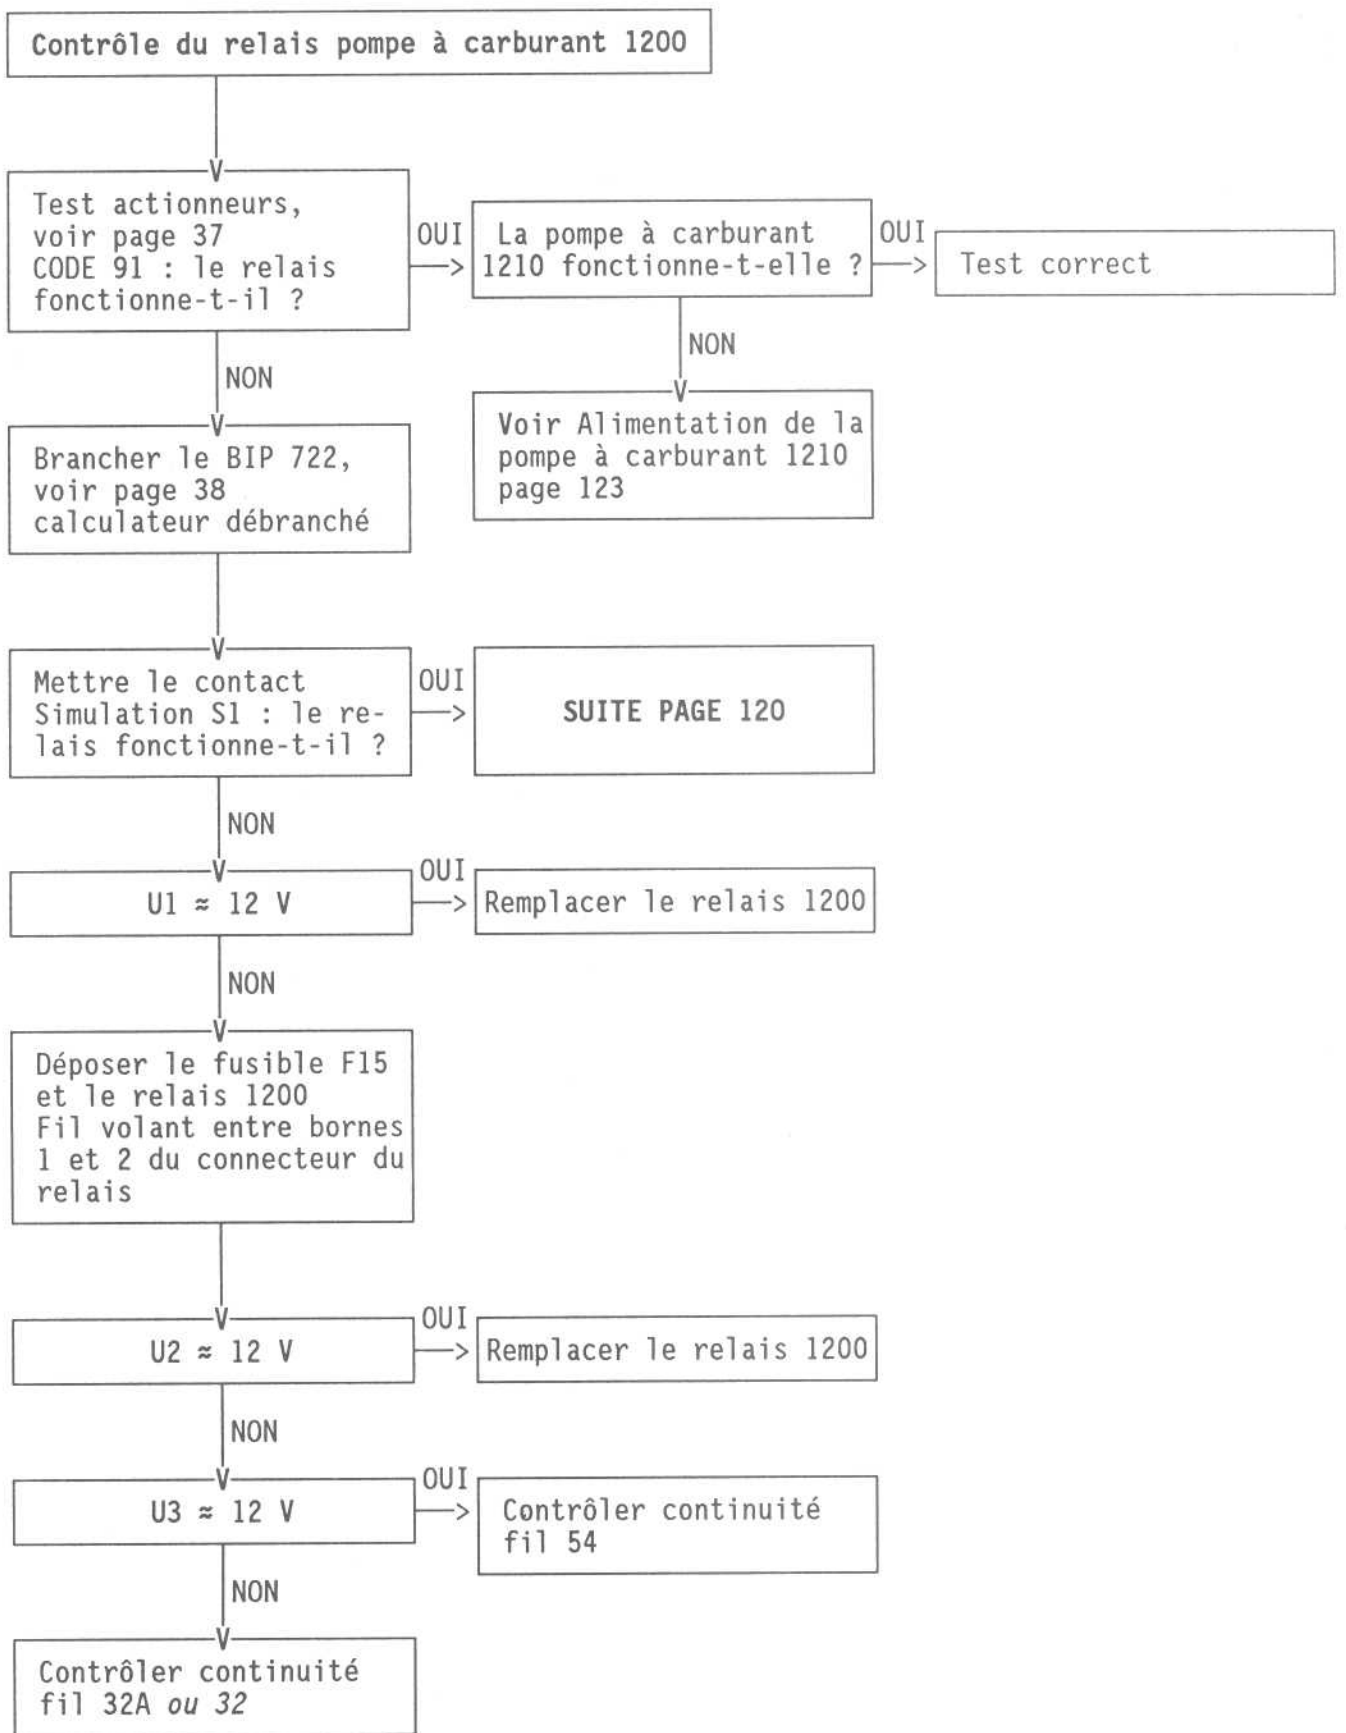 Contrôle du relais pompe à carburant 1200
Test actionneurs,
voir page 37
CODE 91 : le relais
fonctionne-t-il ?
OUI
La pompe à carburant
1210 fonctionne-t-elle ?
OUI
Test correct
NON
Voir Alimentation de la
pompe à carburant 1210
page 123
NON
Brancher le BIP 722,
voir page 38
calculateur débranché
Mettre le contact
Simulation S1 : le re-
lais fonctionne-t-il ?
OUI
SUITE PAGE 120
NON
U1 ≈ 12 V
OUI
Remplacer le relais 1200
NON
Déposer le fusible F15
et le relais 1200
Fil volant entre bornes
1 et 2 du connecteur du
relais
U2 ≈ 12 V
OUI
Remplacer le relais 1200
NON
U3 ≈ 12 V
OUI
Contrôler continuité
fil 54
NON
Contrôler continuité
fil 32A ou 32